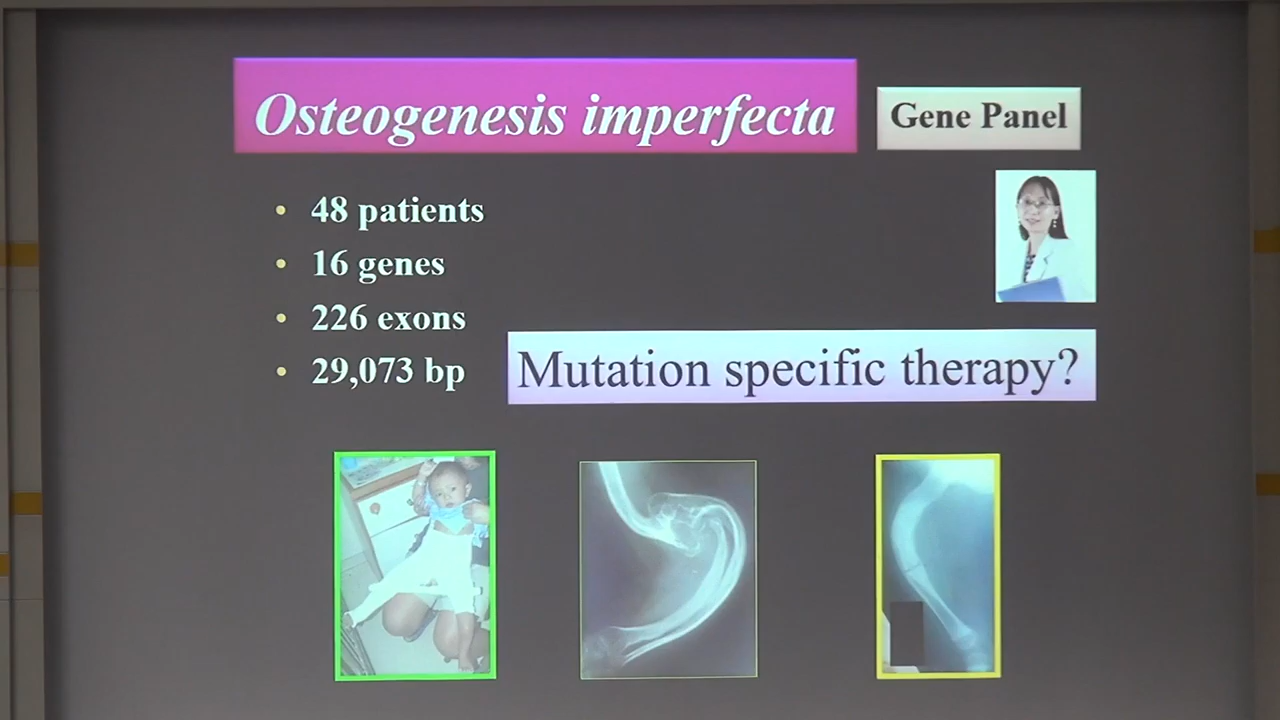 Osteogenesis imperfecta
Gene Panel
• 48 patients
• 16 genes
• 226 exons
• 29,073 bp
Mutation specific therapy?